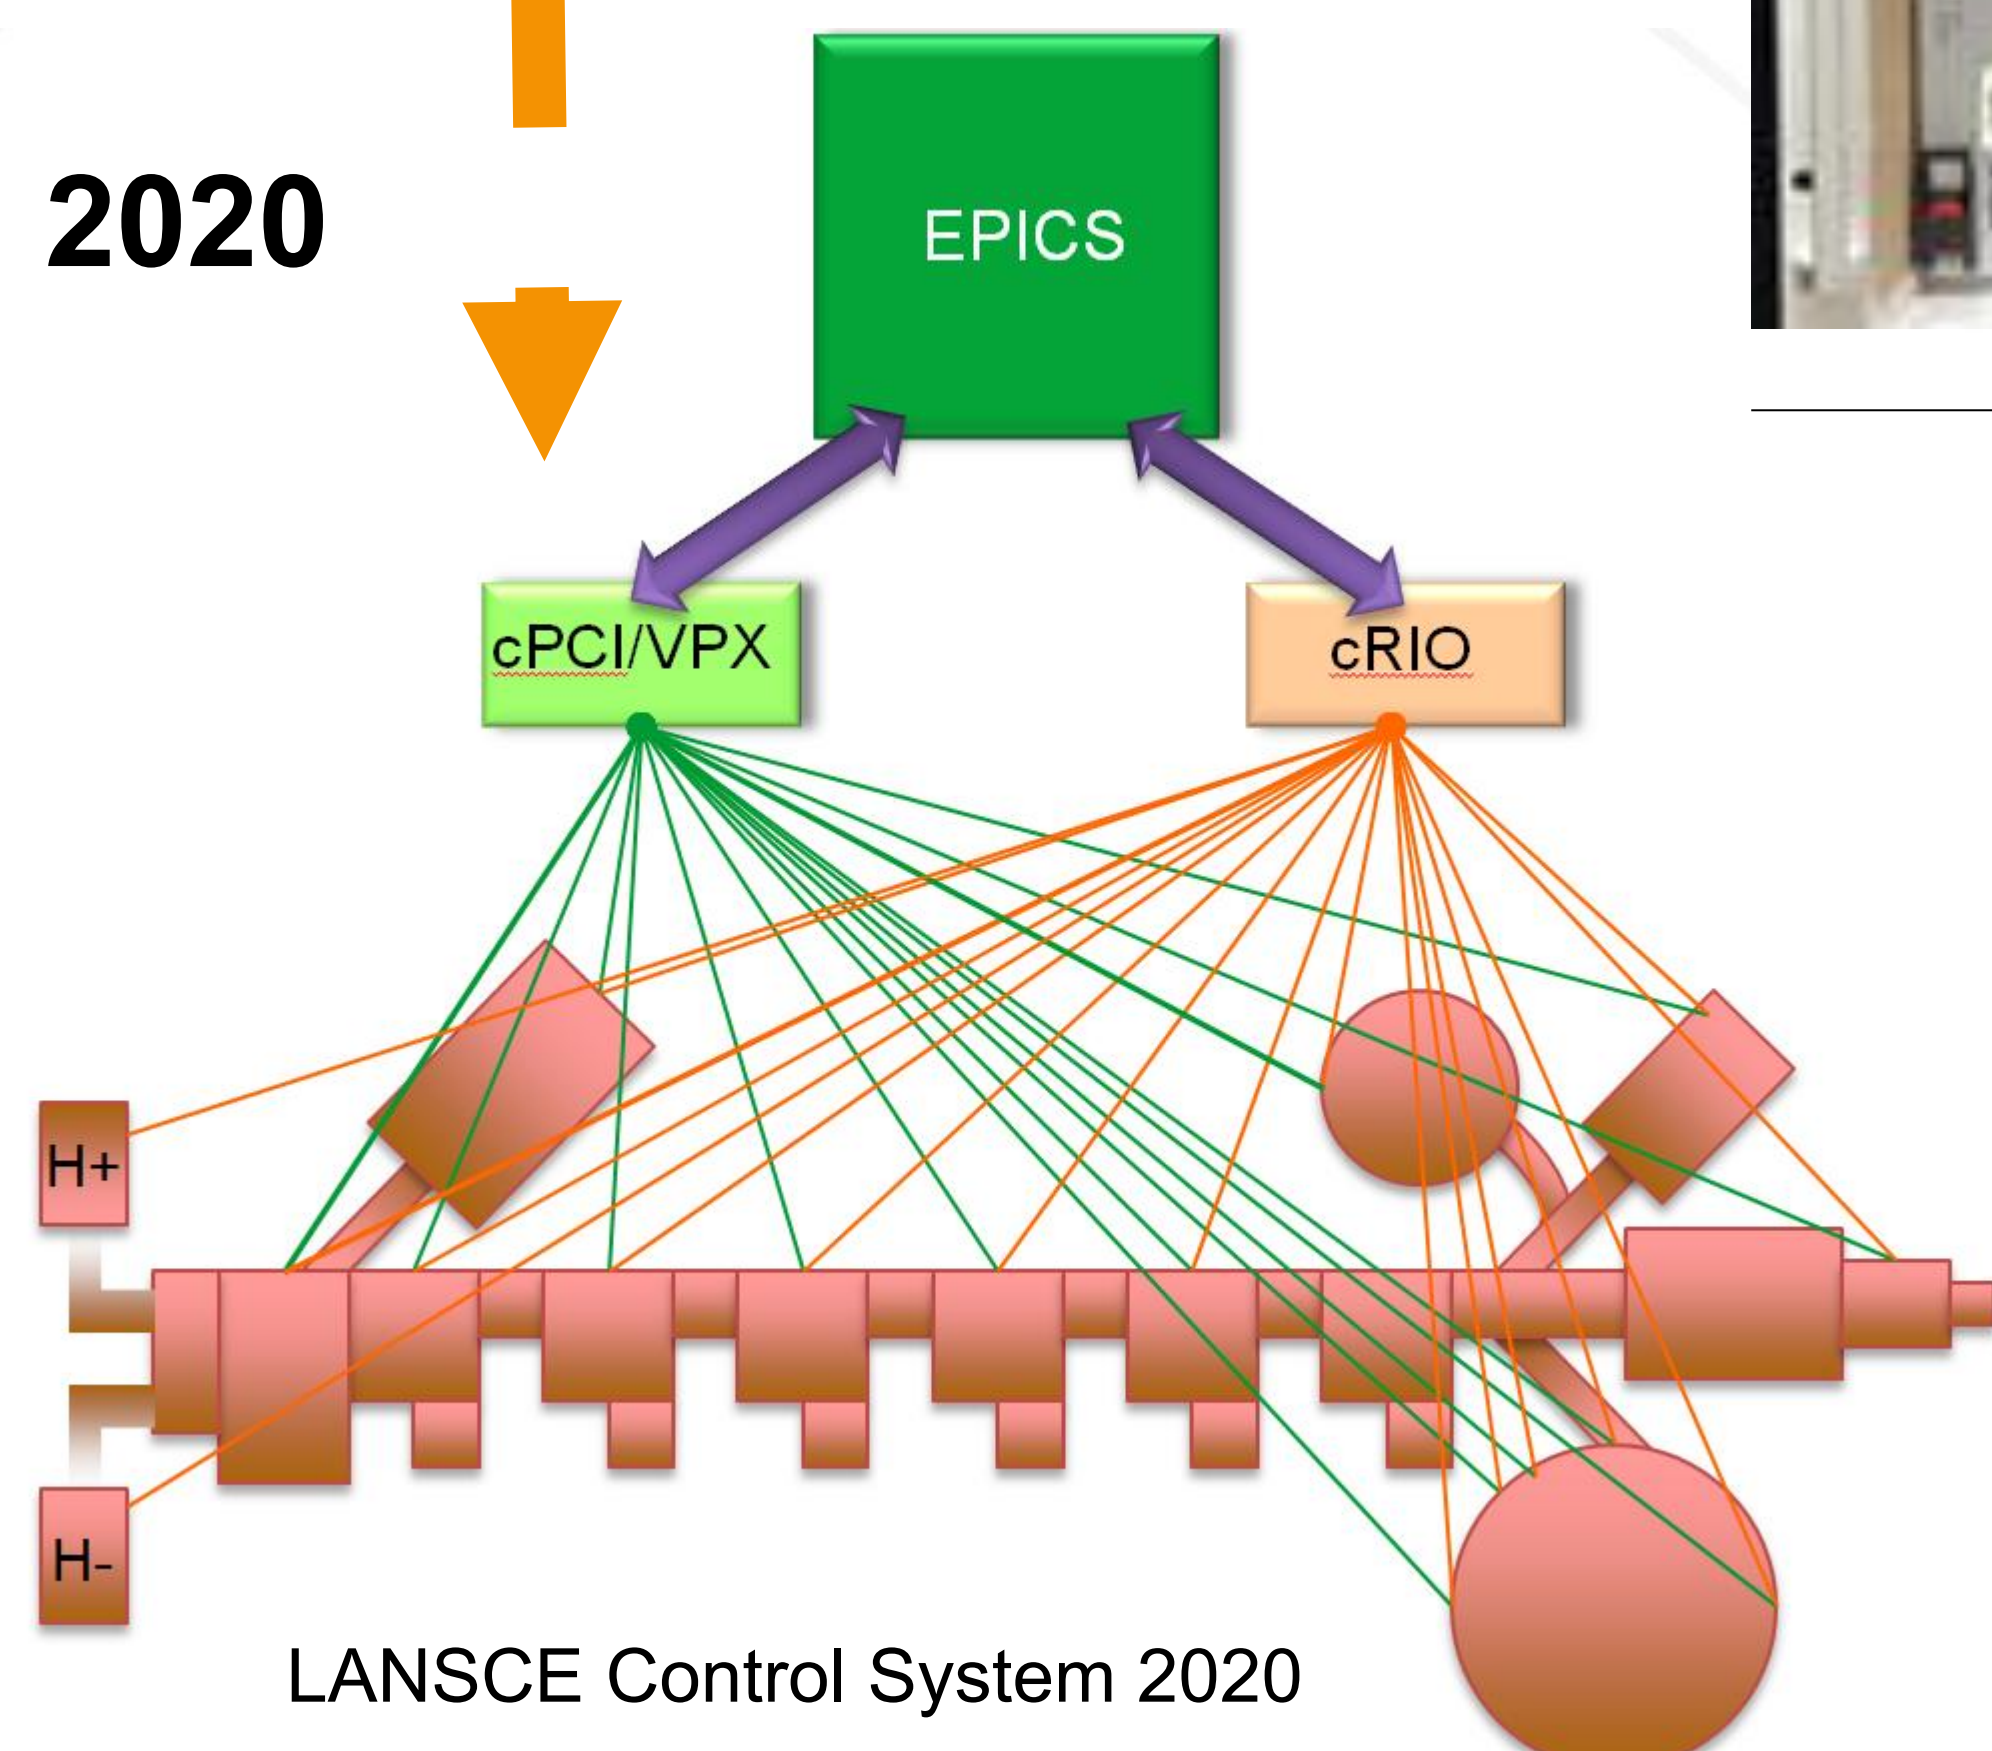 2020
EPICS
cPCI/VPX
cRIO
H+
H-
LANSCE Control System 2020